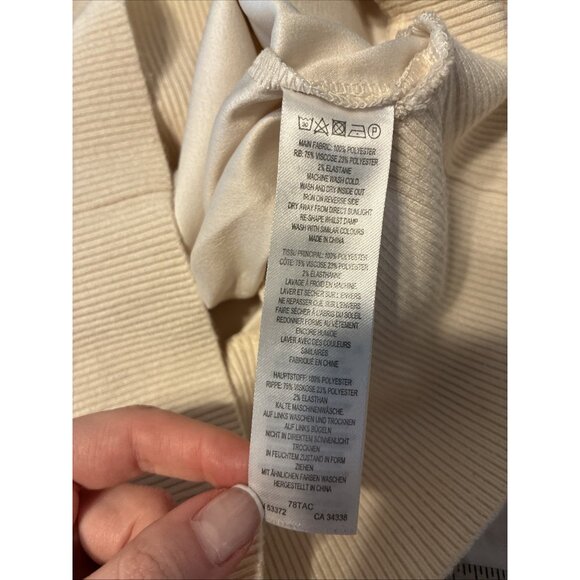 MAIN FABRIC: 100% POLYESTER
RIB: 75% VISCOSE 23% POLYESTER
2% ELASTANE
MACHINE WASH COLD.
WASH AND DRY INSIDE OUT
IRON ON REVERSE SIDE
DRY AWAY FROM DIRECT SUNLIGHT
RE-SHAPE WHILST DAMP
WASH WITH SIMILAR COLOURS
MADE IN CHINA
TISSU PRINCIPAL: 100% POLYESTER
CÔTE: 75% VISCOSE 23% POLYESTER
2% ÉLASTHANNE
LAVAGE À FROID EN MACHINE.
LAVER ET SÉCHER SUR L'ENVERS
NE REPASSER QUE SUR L'ENVERS
FAIRE SÉCHER À L'ABRIS DU SOLEIL
REDONNER FORME AU VÊTEMENT
ENCORE HUMIDE
LAVER AVEC DES COULEURS
SIMILAIRES
FABRIQUÉ EN CHINE
HAUPTSTOFF: 100% POLYESTER
RIPPE: 75% VISKOSE 23% POLYESTER
2% ELASTHAN
KALTE MASCHINENWÄSCHE.
AUF LINKS WASCHEN UND TROCKNEN
AUF LINKS BÜGELN
NICHT IN DIREKTEM SONNENLICHT
TROCKNEN
IN FEUCHTEM ZUSTAND IN FORM
ZIEHEN
MIT ÄHNLICHEN FARBEN WASCHEN
HERGESTELLT IN CHINA
78TAC
53372 CA 34338